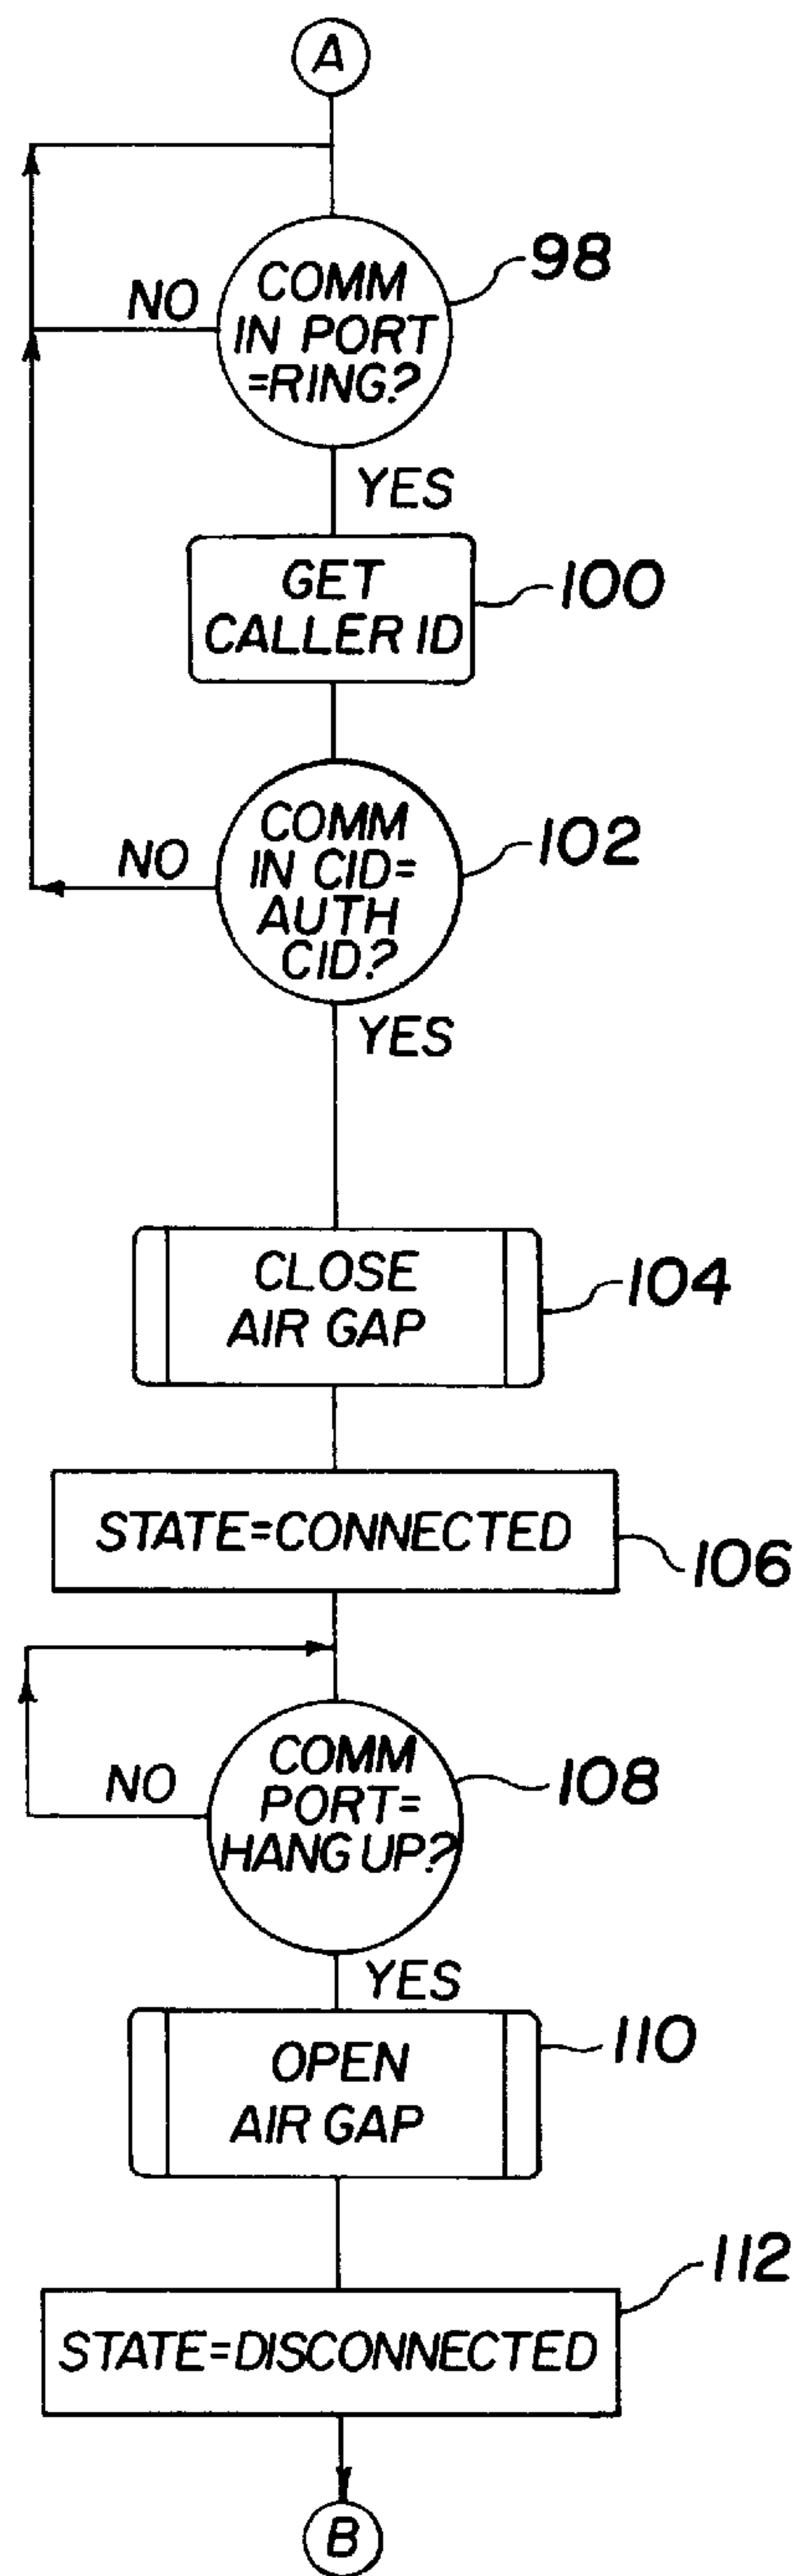 A
98
COMM
IN PORT
=RING?
NO
YES
GET
CALLER ID
100
COMM
IN CID=
AUTH
CID?
102
NO
YES
CLOSE
AIR GAP
104
STATE=CONNECTED
106
COMM
PORT=
HANG UP?
108
NO
YES
OPEN
AIR GAP
110
112
STATE=DISCONNECTED
B